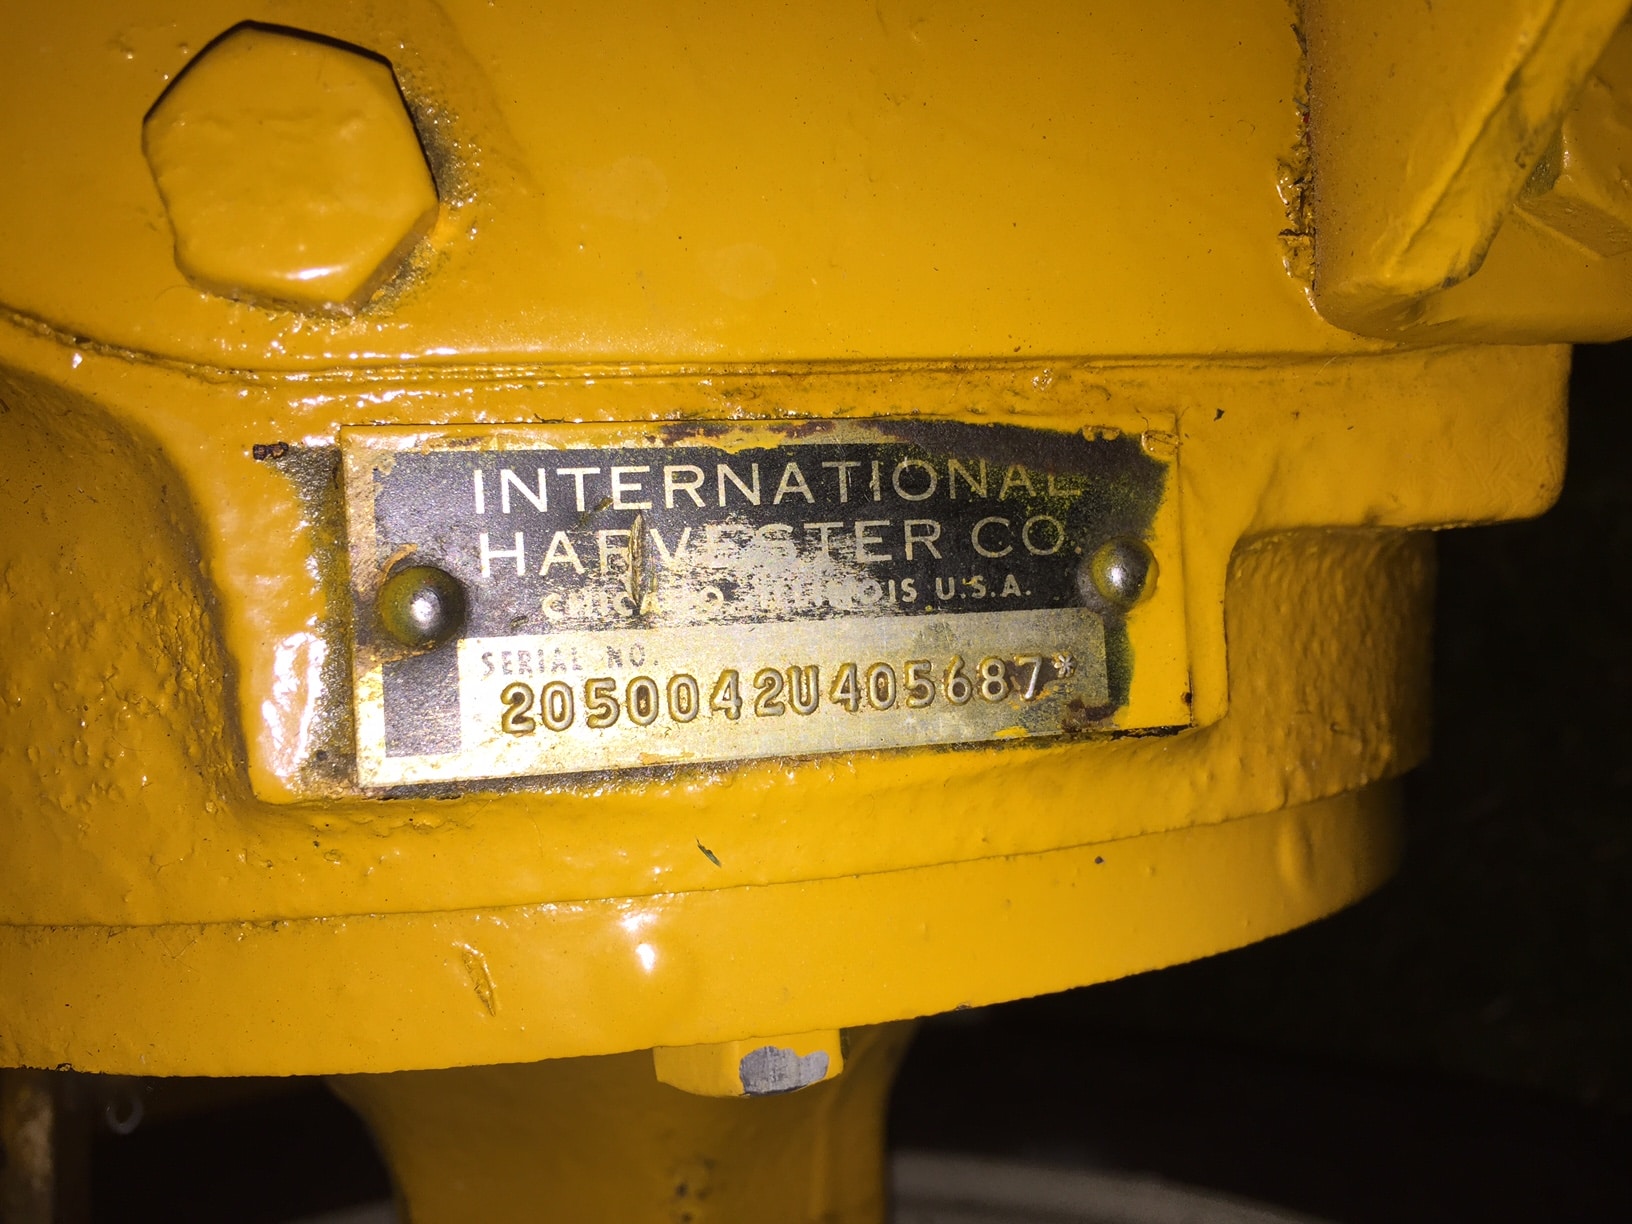 INTERNATIONAL
HARVESTER CO.
CHICAGO ILLINOIS U.S.A.
SERIAL NO.
2050042U405687*